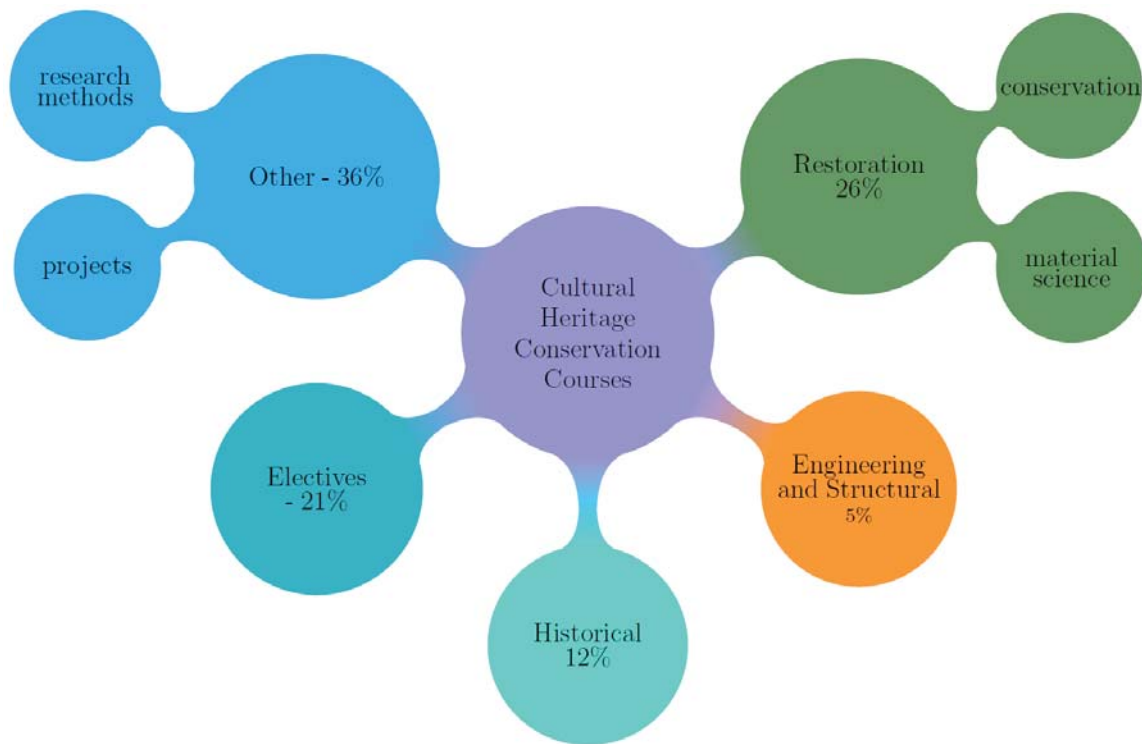 research
methods
Other - 36%
projects
Restoration
26%
conservation
material
science
Cultural
Heritage
Conservation
Courses
Electives
- 21%
Engineering
and Structural
5%
Historical
12%